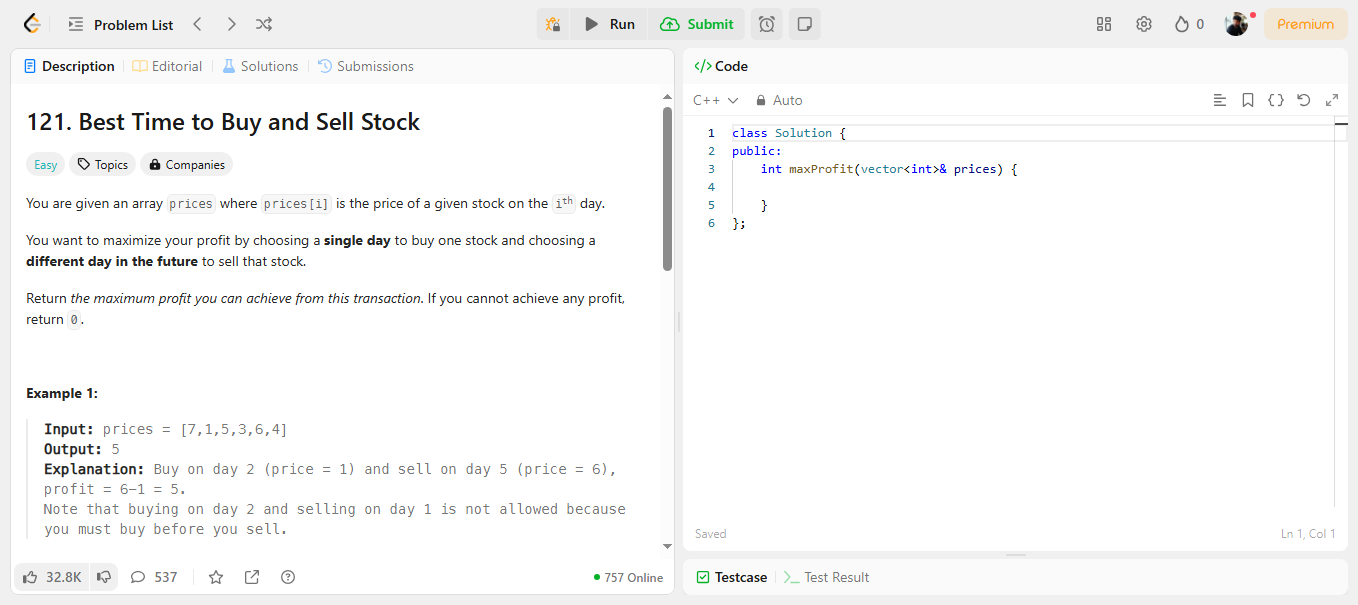 Problem List
Run
Submit
0
Premium
Description
Editorial
Solutions
Submissions
121. Best Time to Buy and Sell Stock
Easy
Topics
Companies
You are given an array prices where prices[i] is the price of a given stock on the ith day.
You want to maximize your profit by choosing a single day to buy one stock and choosing a
different day in the future to sell that stock.
Return the maximum profit you can achieve from this transaction. If you cannot achieve any profit,
return 0.
Example 1:
Input: prices = [7,1,5,3,6,4]
Output: 5
Explanation: Buy on day 2 (price = 1) and sell on day 5 (price = 6),
profit = 6-1 = 5.
Note that buying on day 2 and selling on day 1 is not allowed because
you must buy before you sell.
32.8K
537
757 Online
</> Code
C++
Auto
1 class Solution {
2 public:
3     int maxProfit(vector<int>& prices) {
4
5     }
6 };
Saved
Ln 1, Col 1
Testcase
Test Result